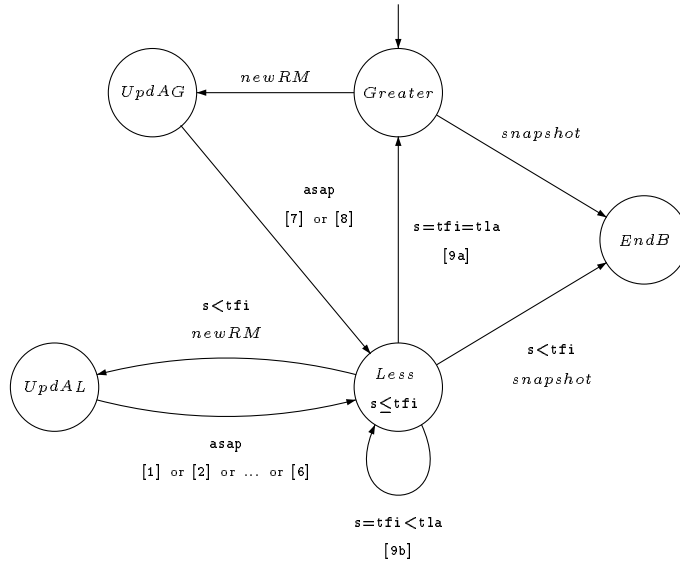 newRM
UpdAG
Greater
snapshot
asap
[7] or [8]
s=tfi=tla
[9a]
EndB
s<tfi
newRM
s<tfi
snapshot
Less
s≤tfi
UpdAL
asap
[1] or [2] or ... or [6]
s=tfi<tla
[9b]